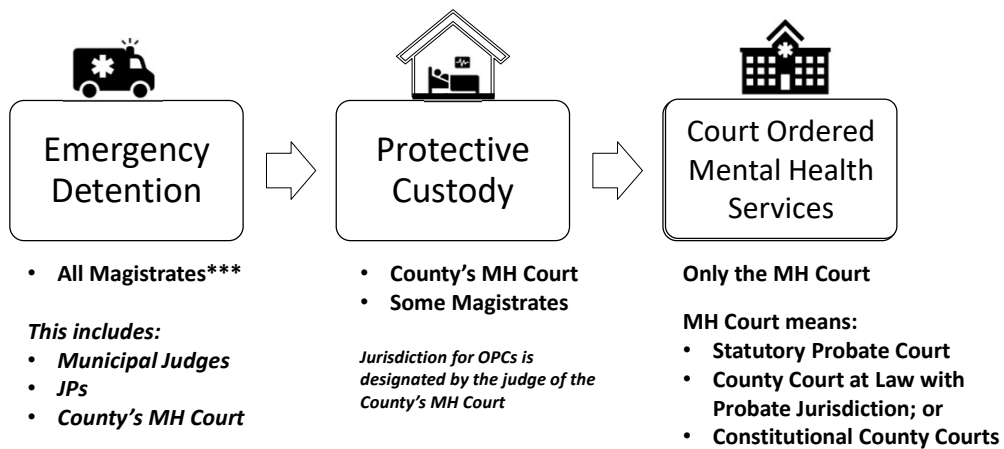 Emergency
Detention
• All Magistrates***
This includes:
• Municipal Judges
• JPs
• County's MH Court
Protective
Custody
• County's MH Court
• Some Magistrates
Jurisdiction for OPCs is
designated by the judge of the
County's MH Court
Court Ordered
Mental Health
Services
Only the MH Court
MH Court means:
• Statutory Probate Court
• County Court at Law with
Probate Jurisdiction; or
• Constitutional County Courts